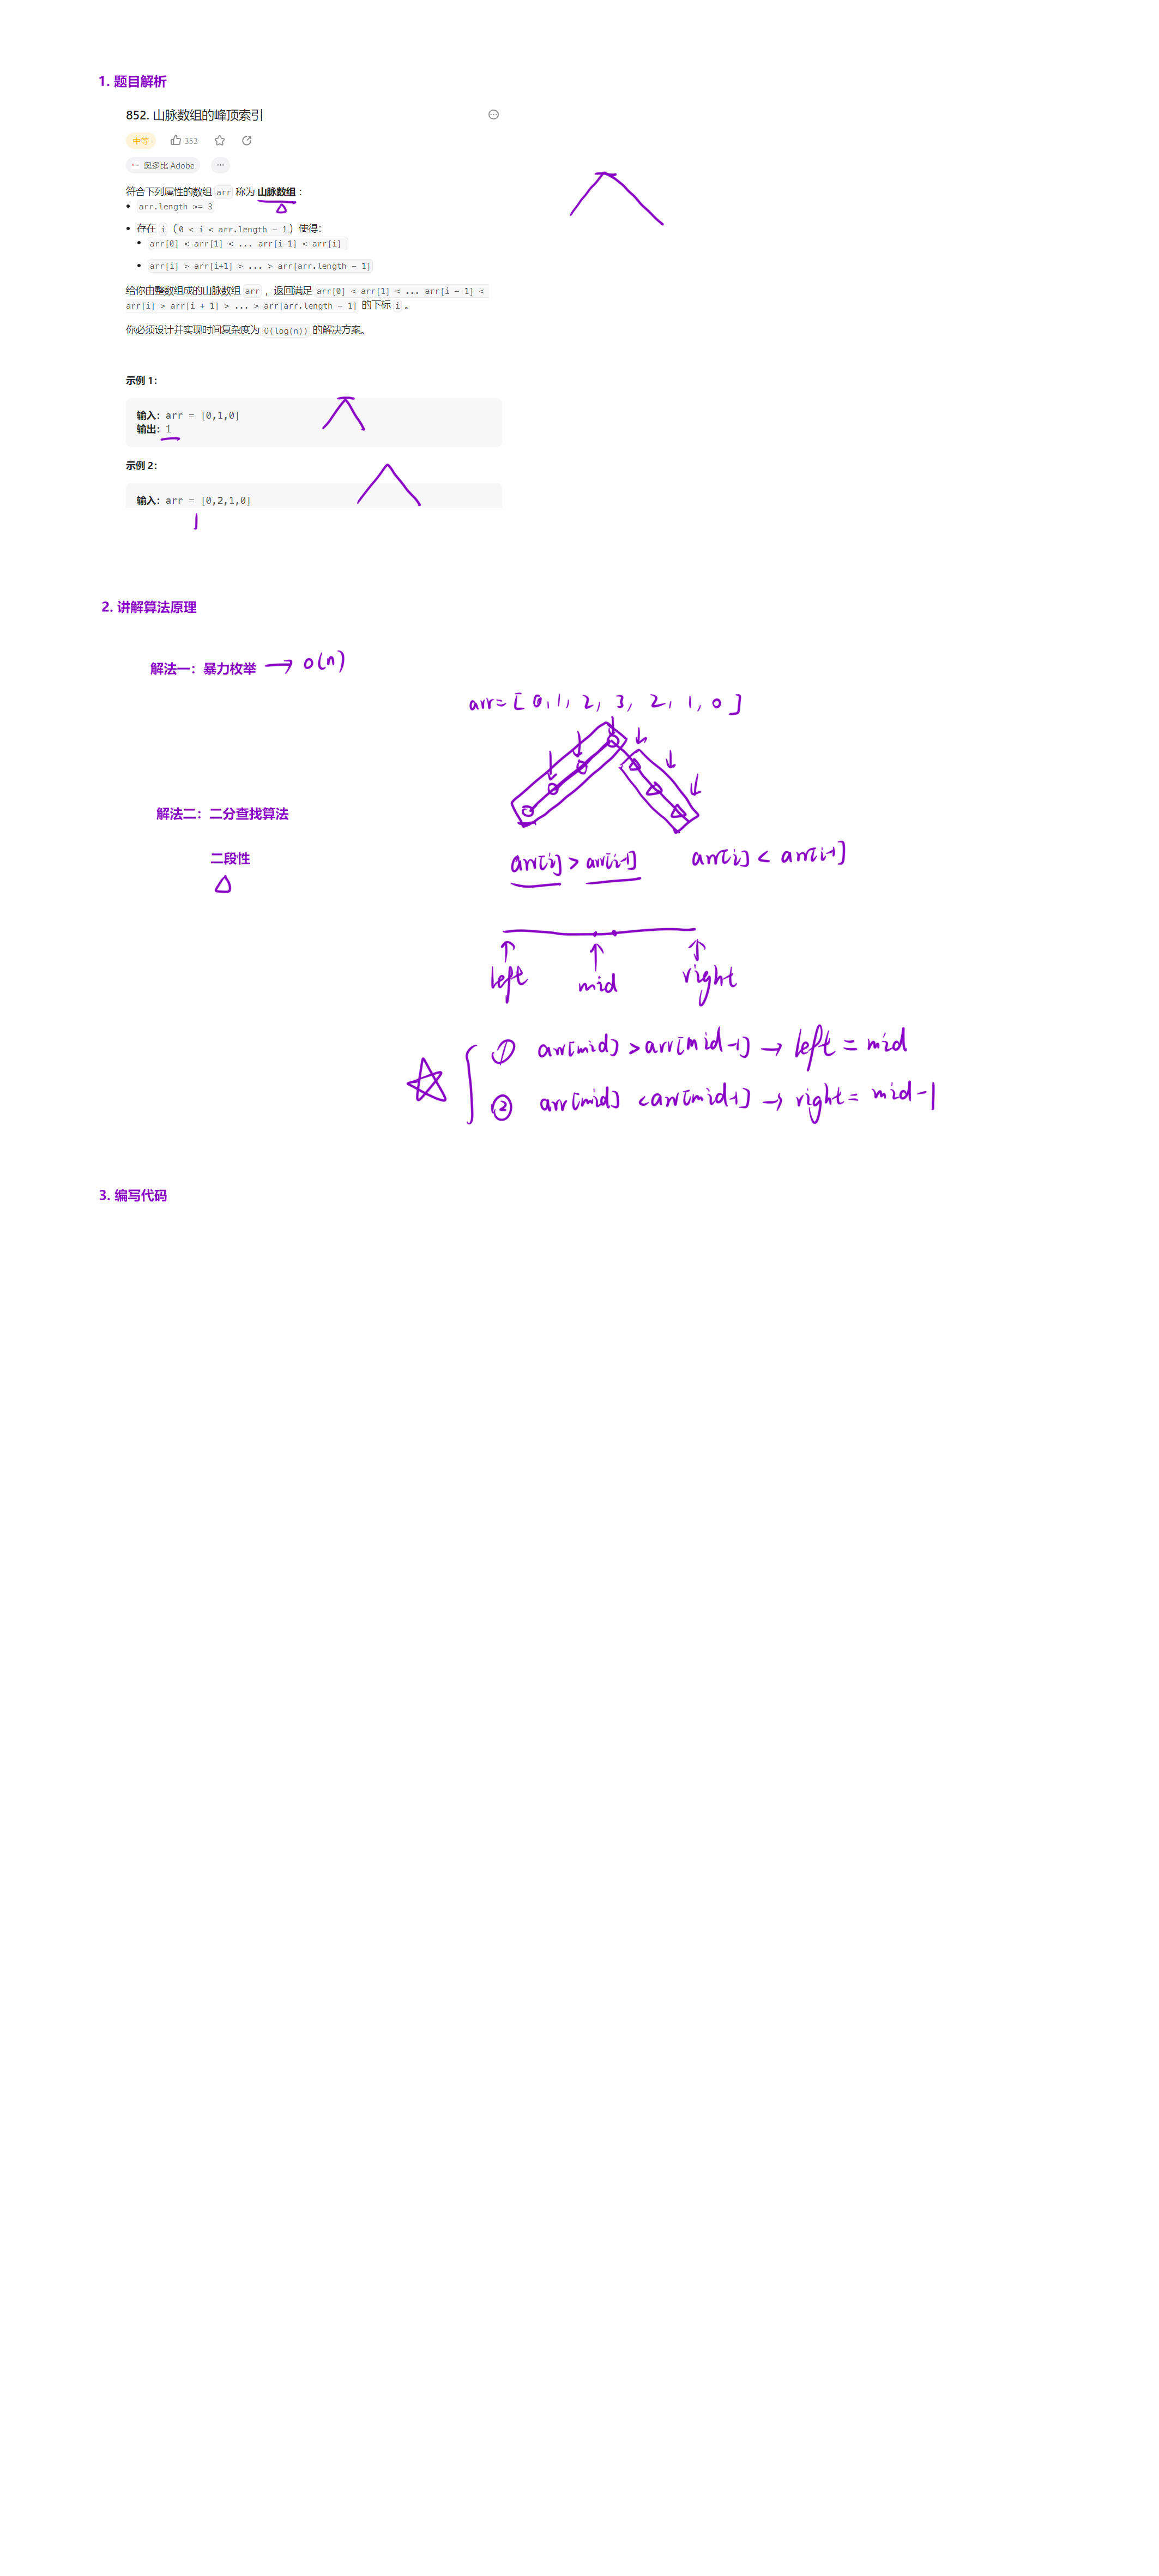 1. 题目解析
852. 山脉数组的峰顶索引
中等 353
奥多比 Adobe ...
符合下列属性的数组 arr 称为 山脉数组 ：
• arr.length >= 3
• 存在 i（0 < i < arr.length - 1）使得：
• arr[0] < arr[1] < ... arr[i-1] < arr[i]
• arr[i] > arr[i+1] > ... > arr[arr.length - 1]
给你由整数组成的山脉数组 arr ，返回满足 arr[0] < arr[1] < ... arr[i - 1] <
arr[i] > arr[i + 1] > ... > arr[arr.length - 1] 的下标 i 。
你必须设计并实现时间复杂度为 O(log(n)) 的解决方案。
示例 1：
输入：arr = [0,1,0]
输出：1
示例 2：
输入：arr = [0,2,1,0]
1
2. 讲解算法原理
解法一：暴力枚举 → O(n)
arr = [ 0, 1, 2, 3, 2, 1, 0 ]
解法二：二分查找算法
二段性
arr[i] > arr[i-1] arr[i] < arr[i-1]
left mid right
① arr[mid] > arr[mid-1] → left = mid
② arr[mid] < arr[mid-1] → right = mid-1
3. 编写代码